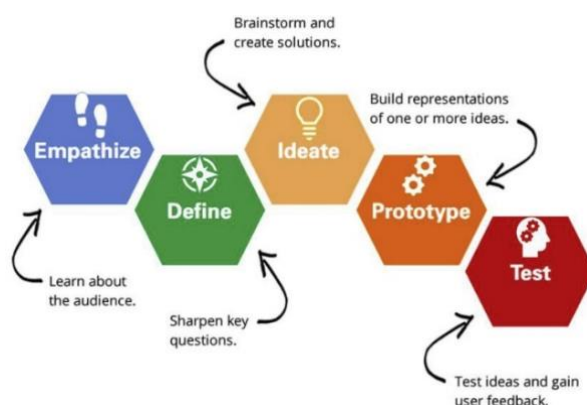 Brainstorm and
create solutions.
Build representations
of one or more ideas.
Empathize
Ideate
Define
Prototype
Test
Learn about
the audience.
Sharpen key
questions.
Test ideas and gain
user feedback.